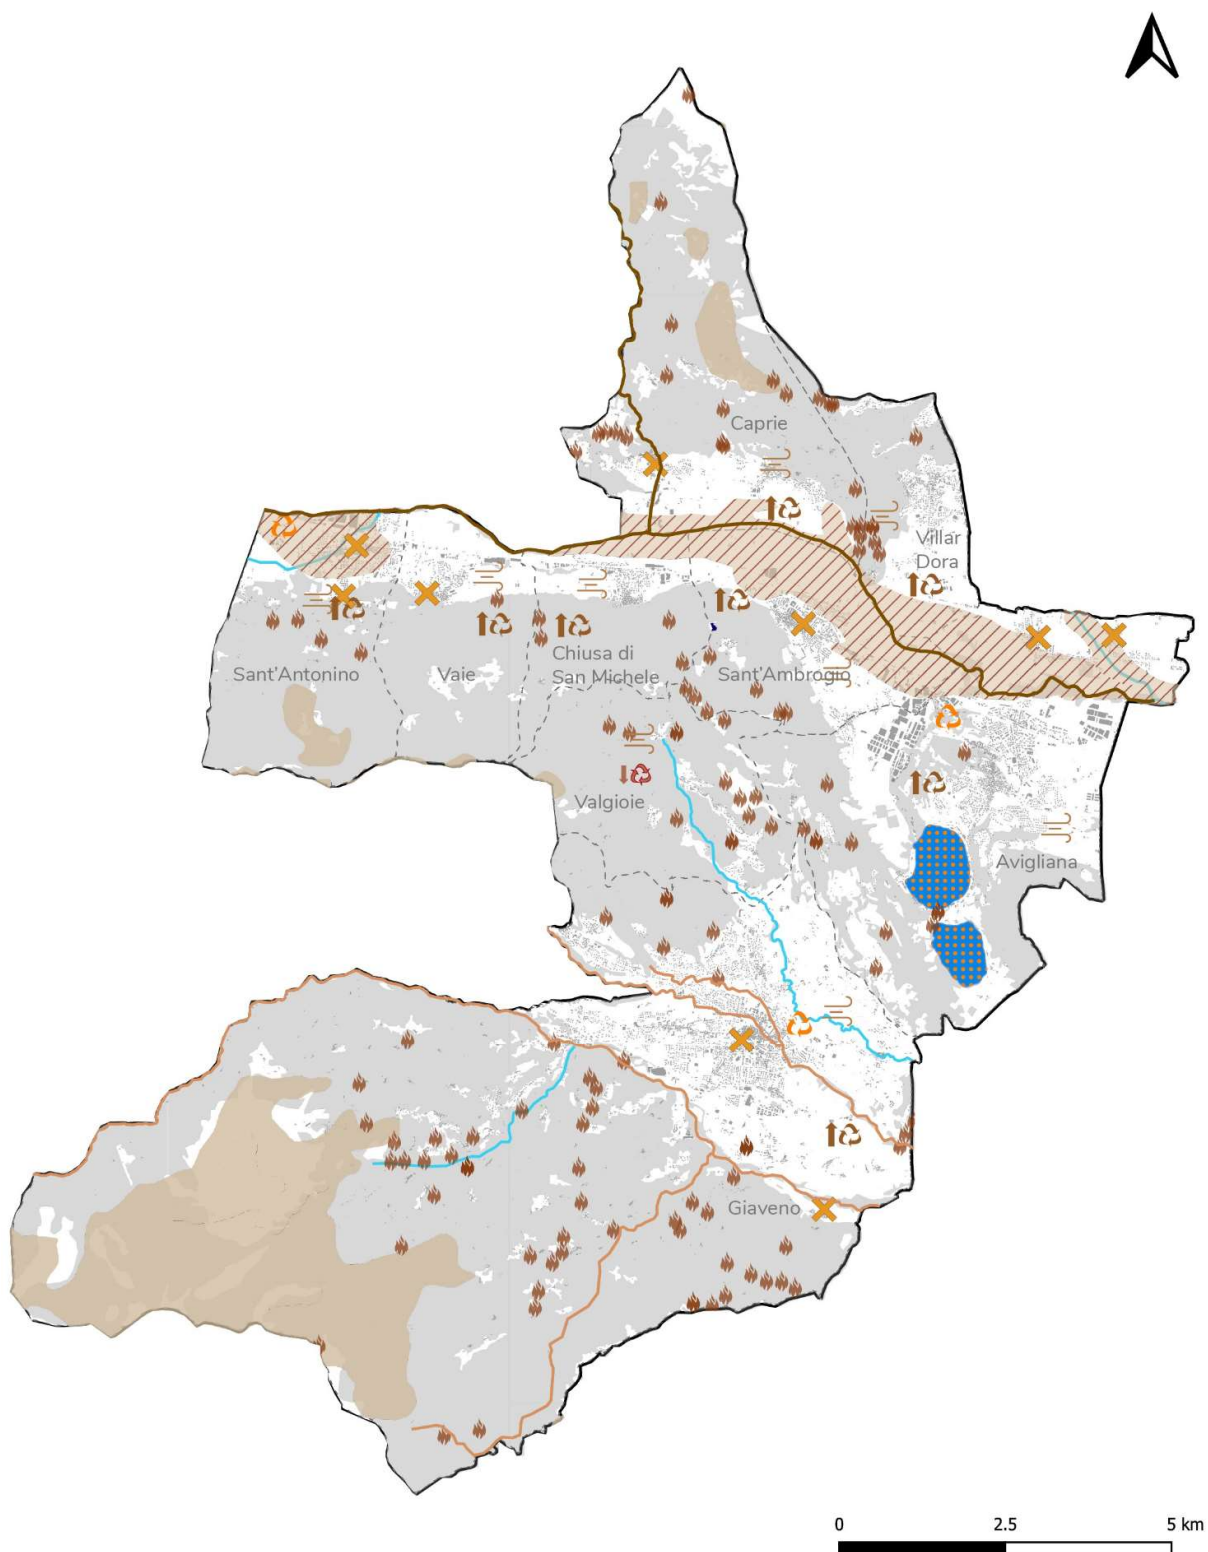 Caprie
Villar
Dora
Sant'Antonino
Vaie
Chiusa di
San Michele
Sant'Ambrogio
Valgioie
Avigliana
Giaveno
0 2.5 5 km